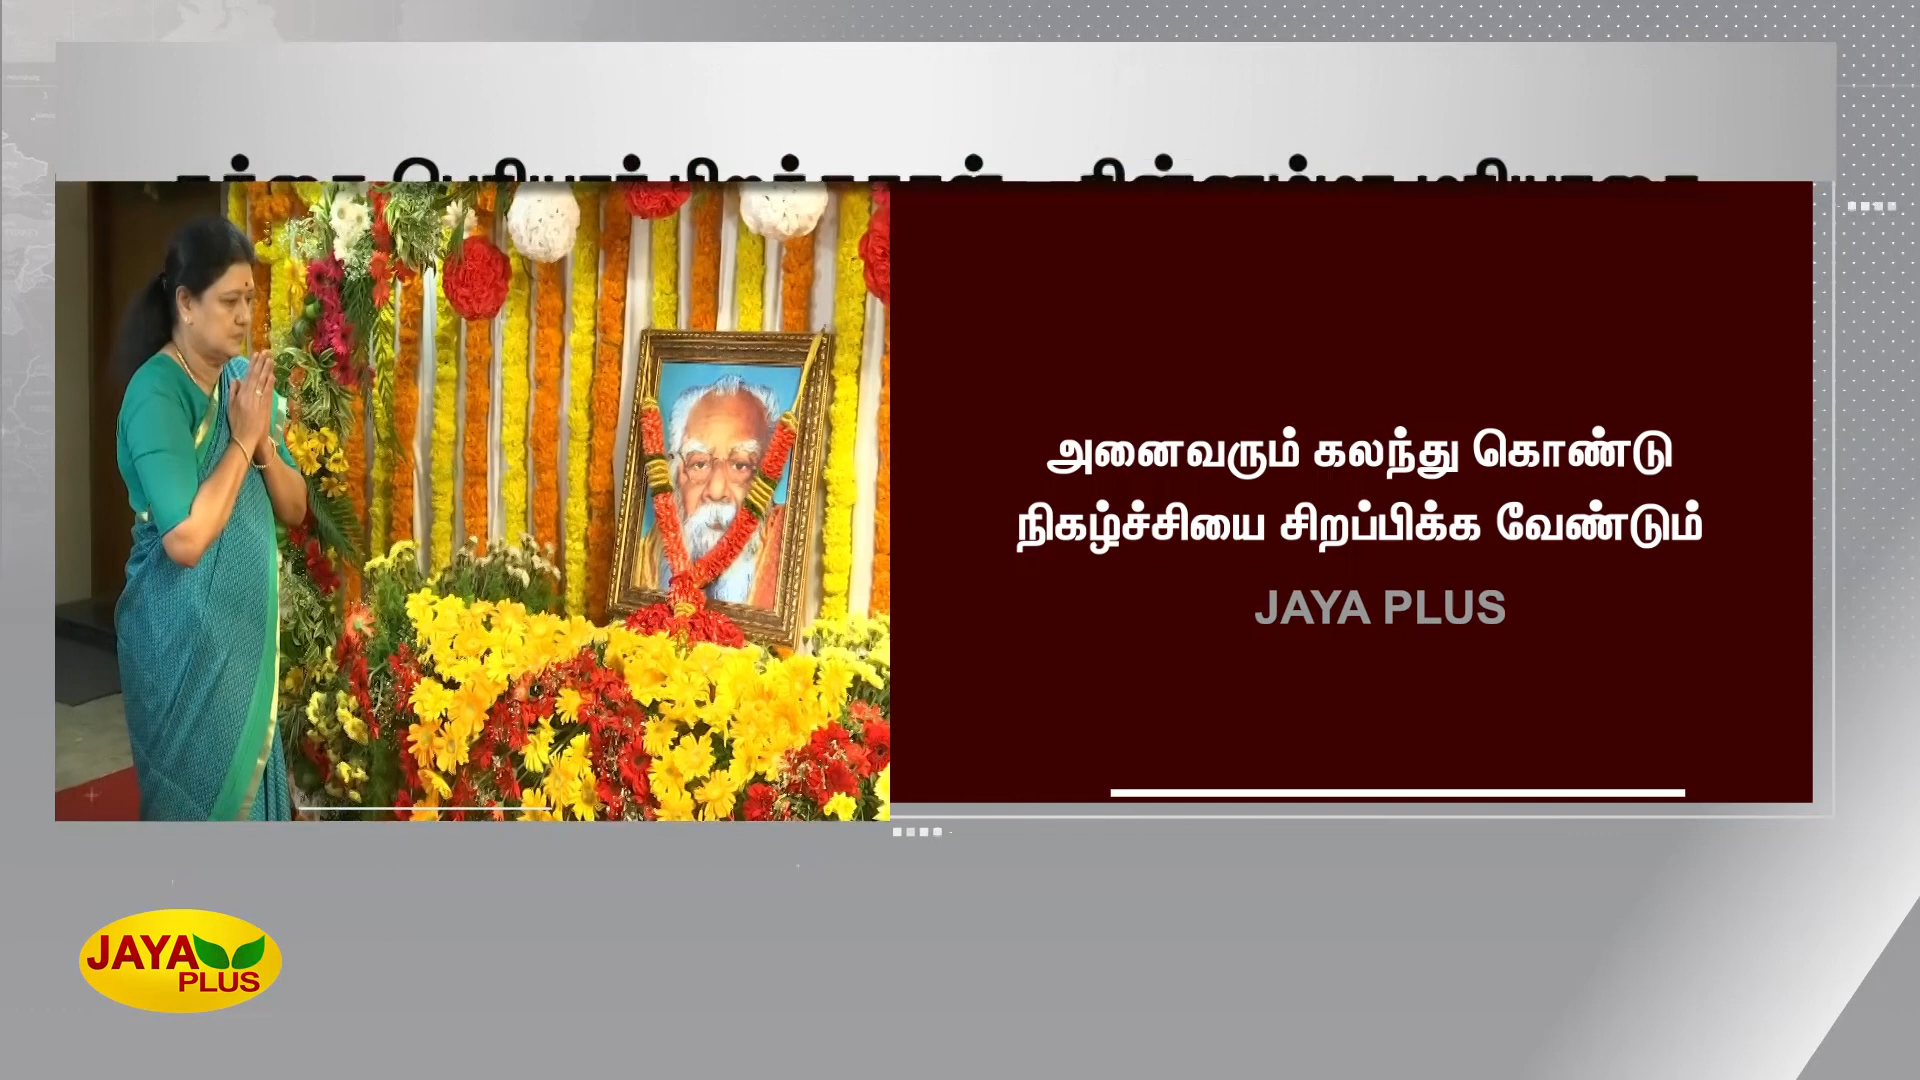 அனைவரும் கலந்து கொண்டு
நிகழ்ச்சியை சிறப்பிக்க வேண்டும்
JAYA PLUS
JAYA
PLUS